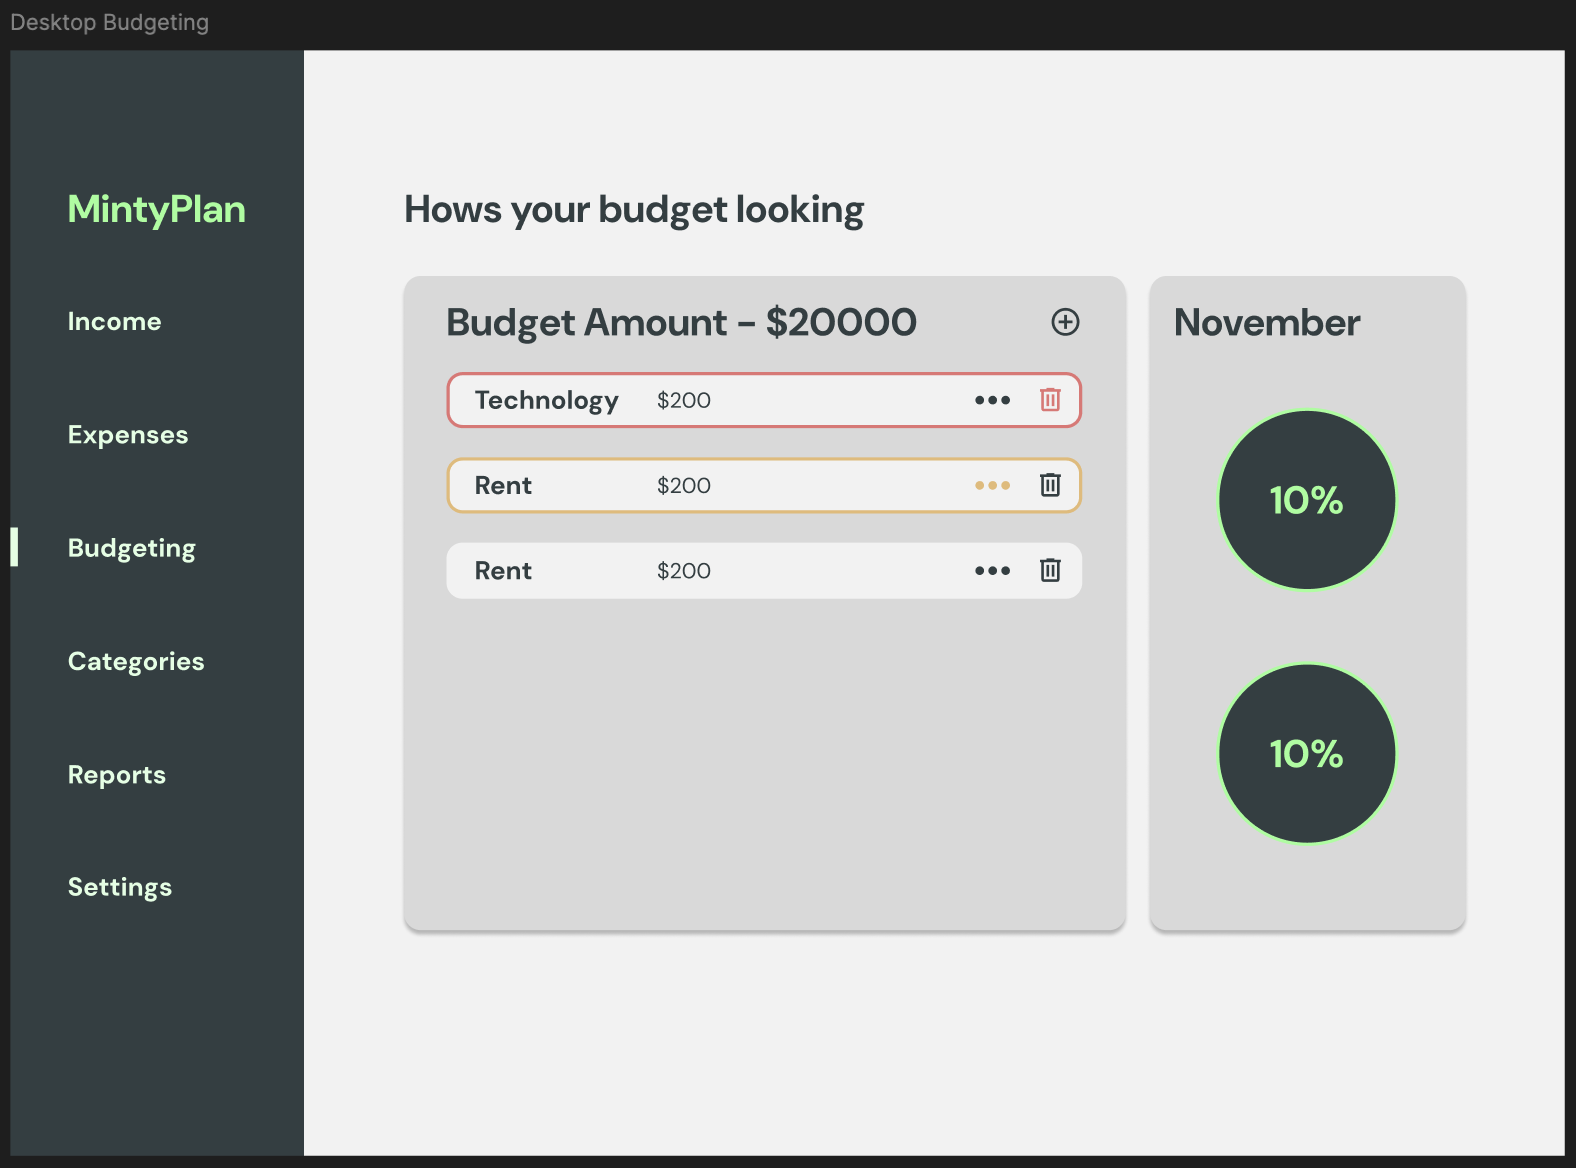 Desktop Budgeting
MintyPlan
Income
Expenses
Budgeting
Categories
Reports
Settings
Hows your budget looking
Budget Amount - $20000
Technology $200
Rent $200
Rent $200
November
10%
10%